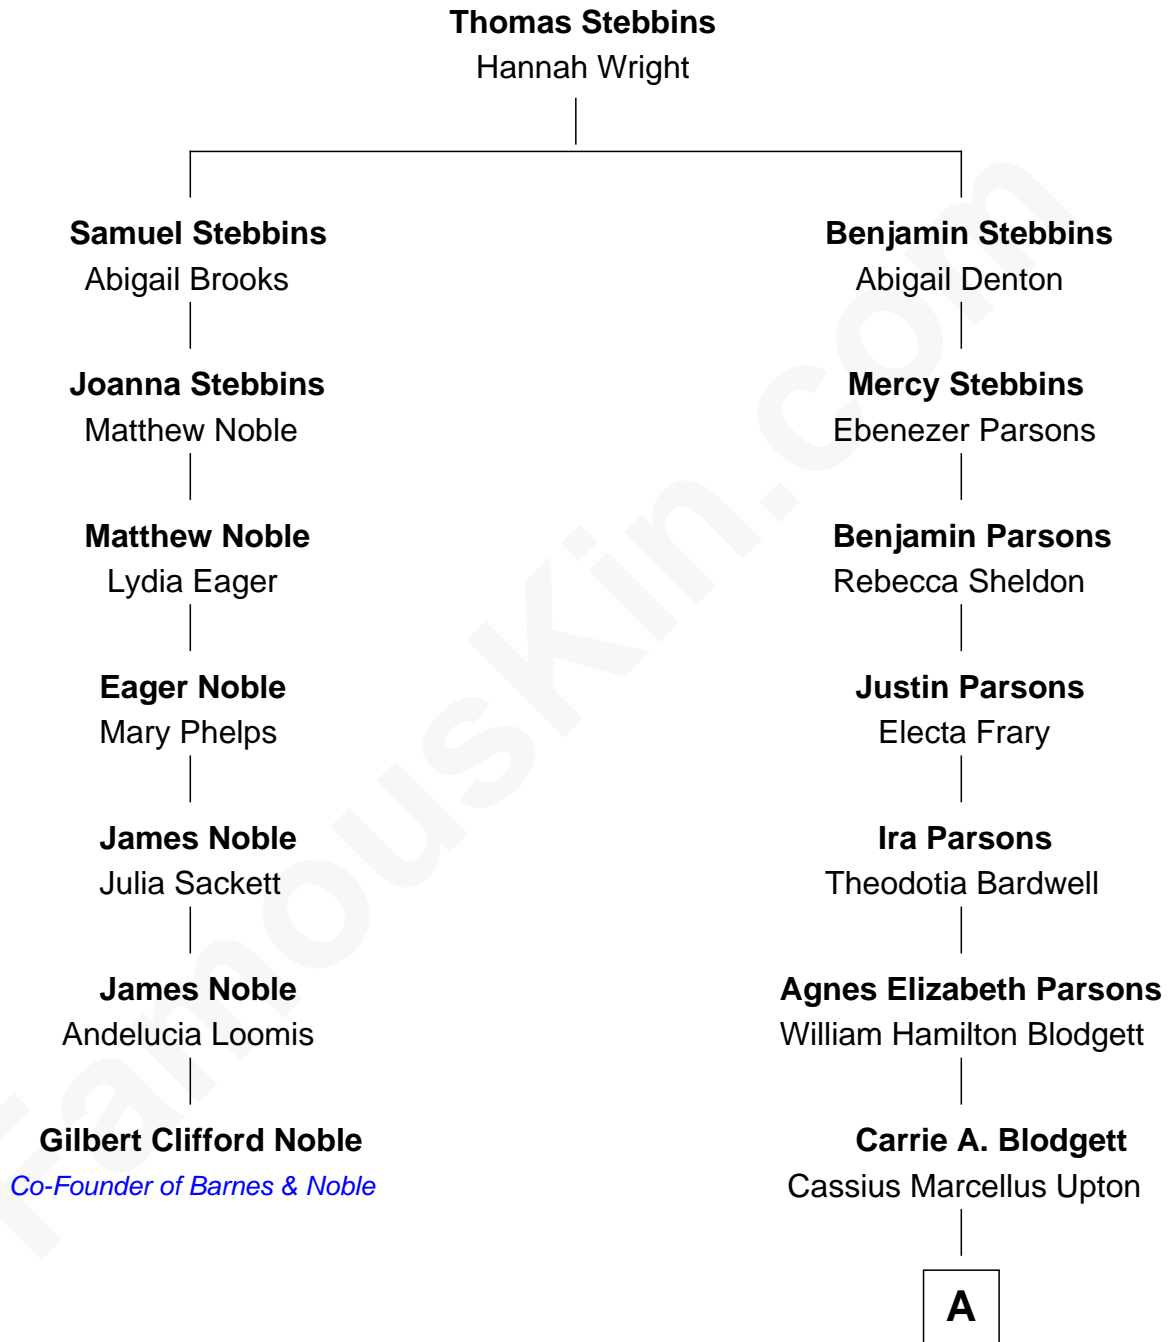 Thomas Stebbins
Hannah Wright
Samuel Stebbins
Abigail Brooks
Joanna Stebbins
Matthew Noble
Matthew Noble
Lydia Eager
Eager Noble
Mary Phelps
James Noble
Julia Sackett
James Noble
Andelucia Loomis
Gilbert Clifford Noble
Co-Founder of Barnes & Noble
Benjamin Stebbins
Abigail Denton
Mercy Stebbins
Ebenezer Parsons
Benjamin Parsons
Rebecca Sheldon
Justin Parsons
Electa Frary
Ira Parsons
Theodotia Bardwell
Agnes Elizabeth Parsons
William Hamilton Blodgett
Carrie A. Blodgett
Cassius Marcellus Upton
A
FamousKin.com